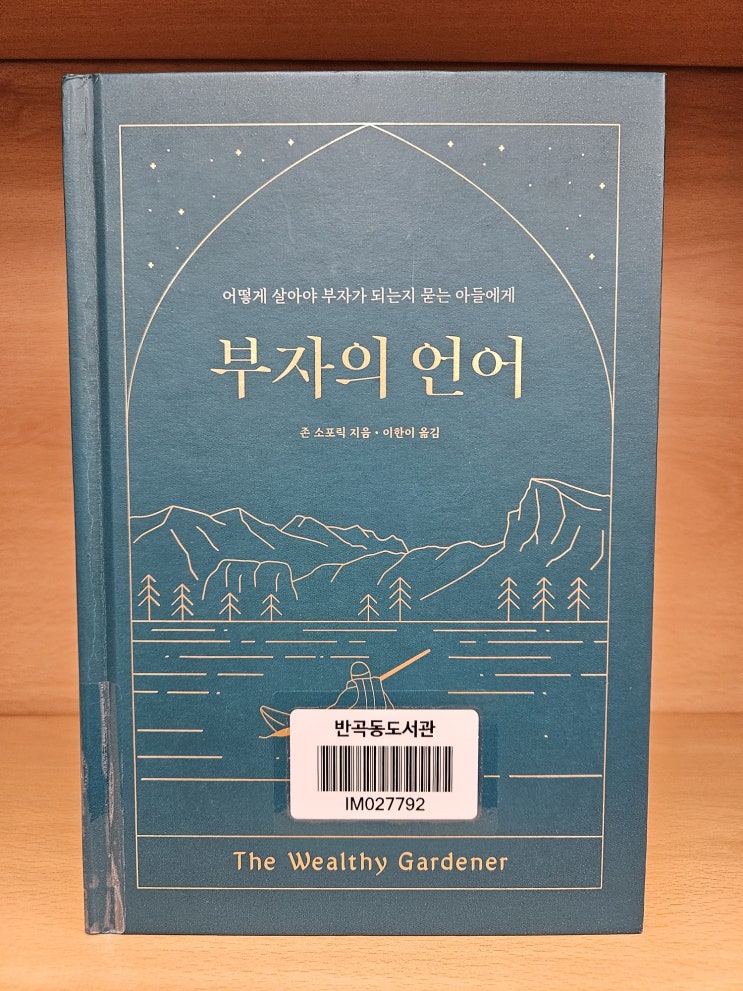 어떻게 살아야 부자가 되는지 묻는 아들에게
부자의 언어
존 소포릭 지음 • 이한이 옮김
반곡동도서관
IM027792
The Wealthy Gardener